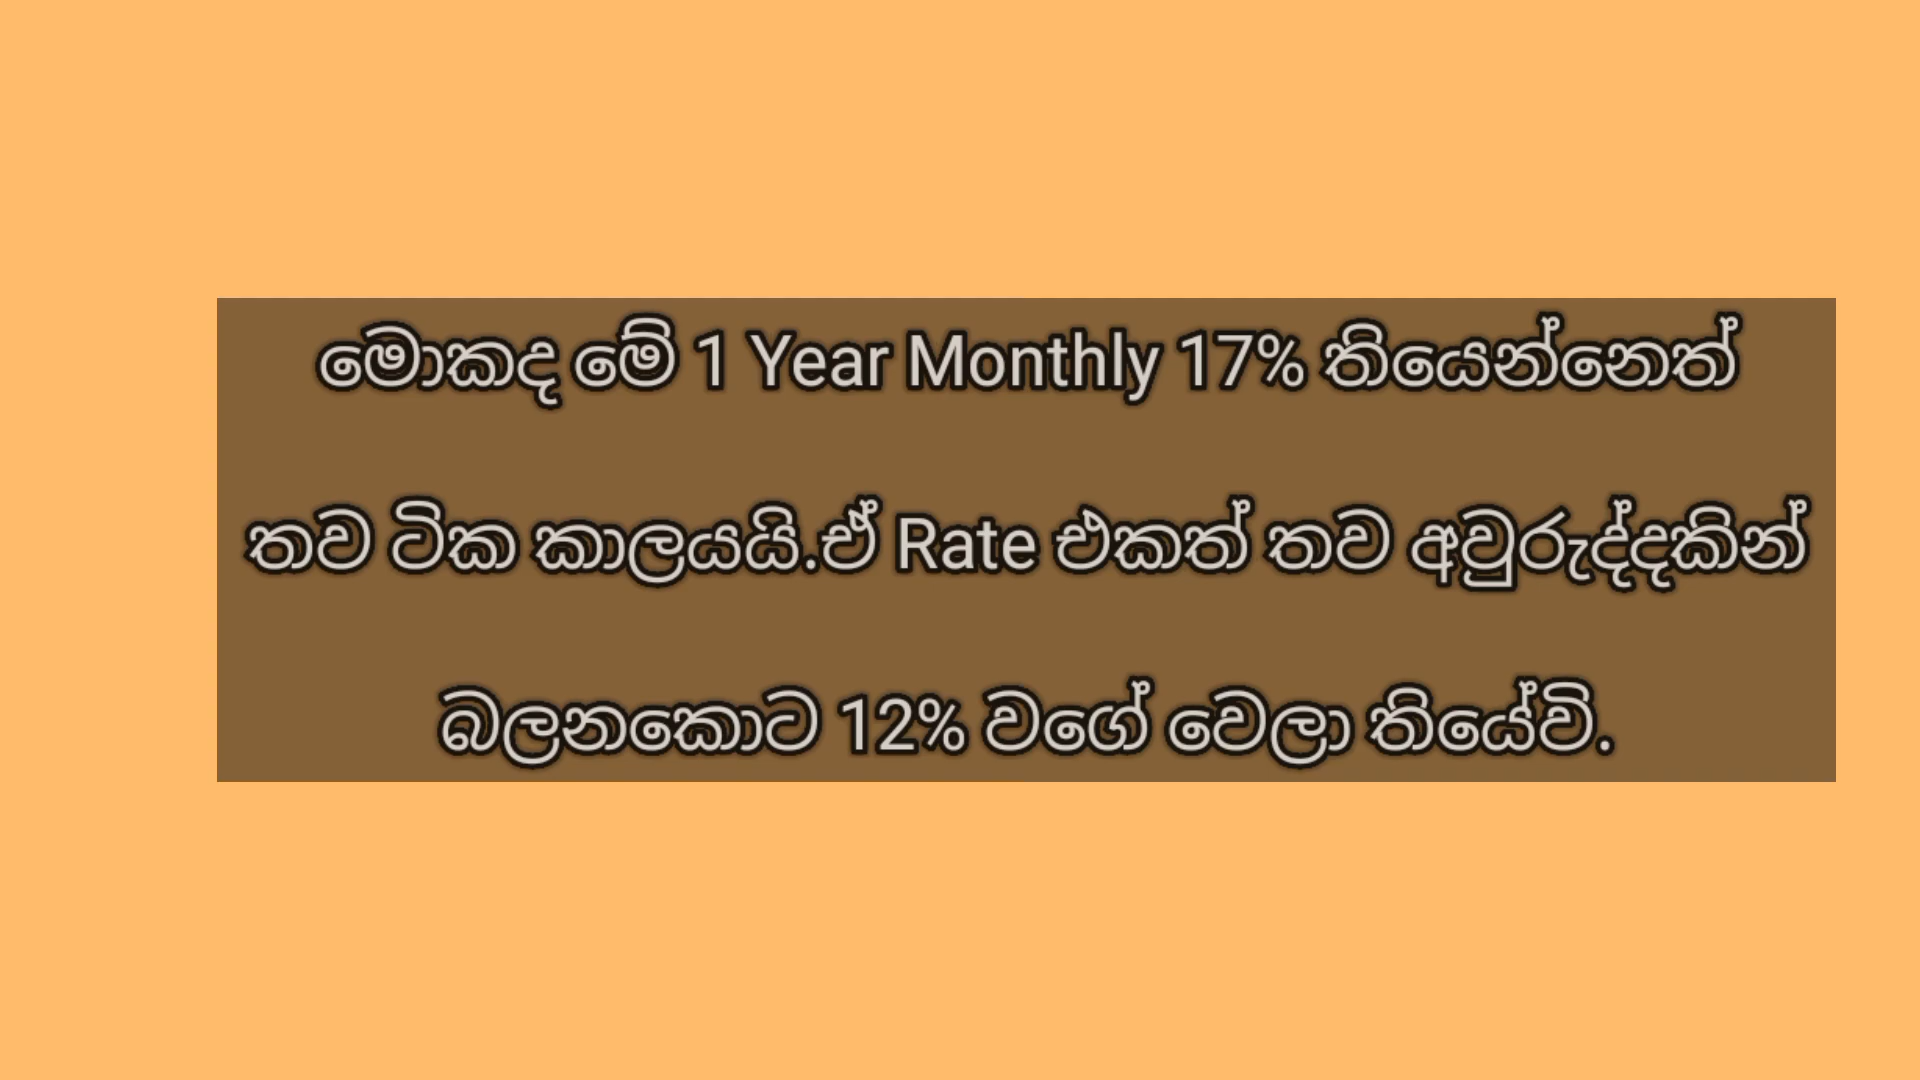 මොකද මේ 1 Year Monthly 17% තියෙන්නෙත්
තව ටික කාලයයි.ඒ Rate එකත් තව අවුරුද්දකින්
බලනකොට 12% වගේ වෙලා තියේවි.